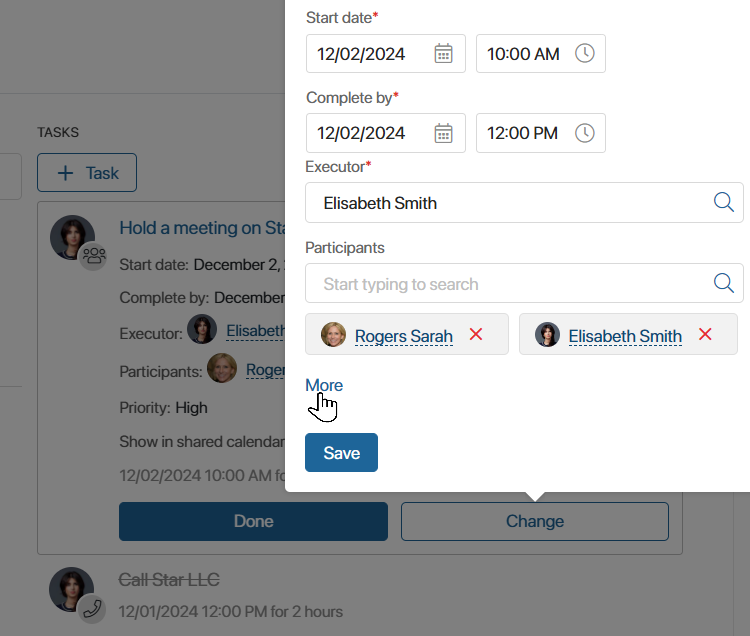 Start date*
12/02/2024 10:00 AM
Complete by*
12/02/2024 12:00 PM
Executor*
Elisabeth Smith
Participants
Start typing to search
Rogers Sarah Elisabeth Smith
More
Save
TASKS
Task
Hold a meeting on
Start date: December 2,
Complete by: December
Executor: Elisabeth
Participants: Roger
Priority: High
Show in shared calendar
12/02/2024 10:00 AM
Done Change
Call Star LLC
12/01/2024 12:00 PM for 2 hours